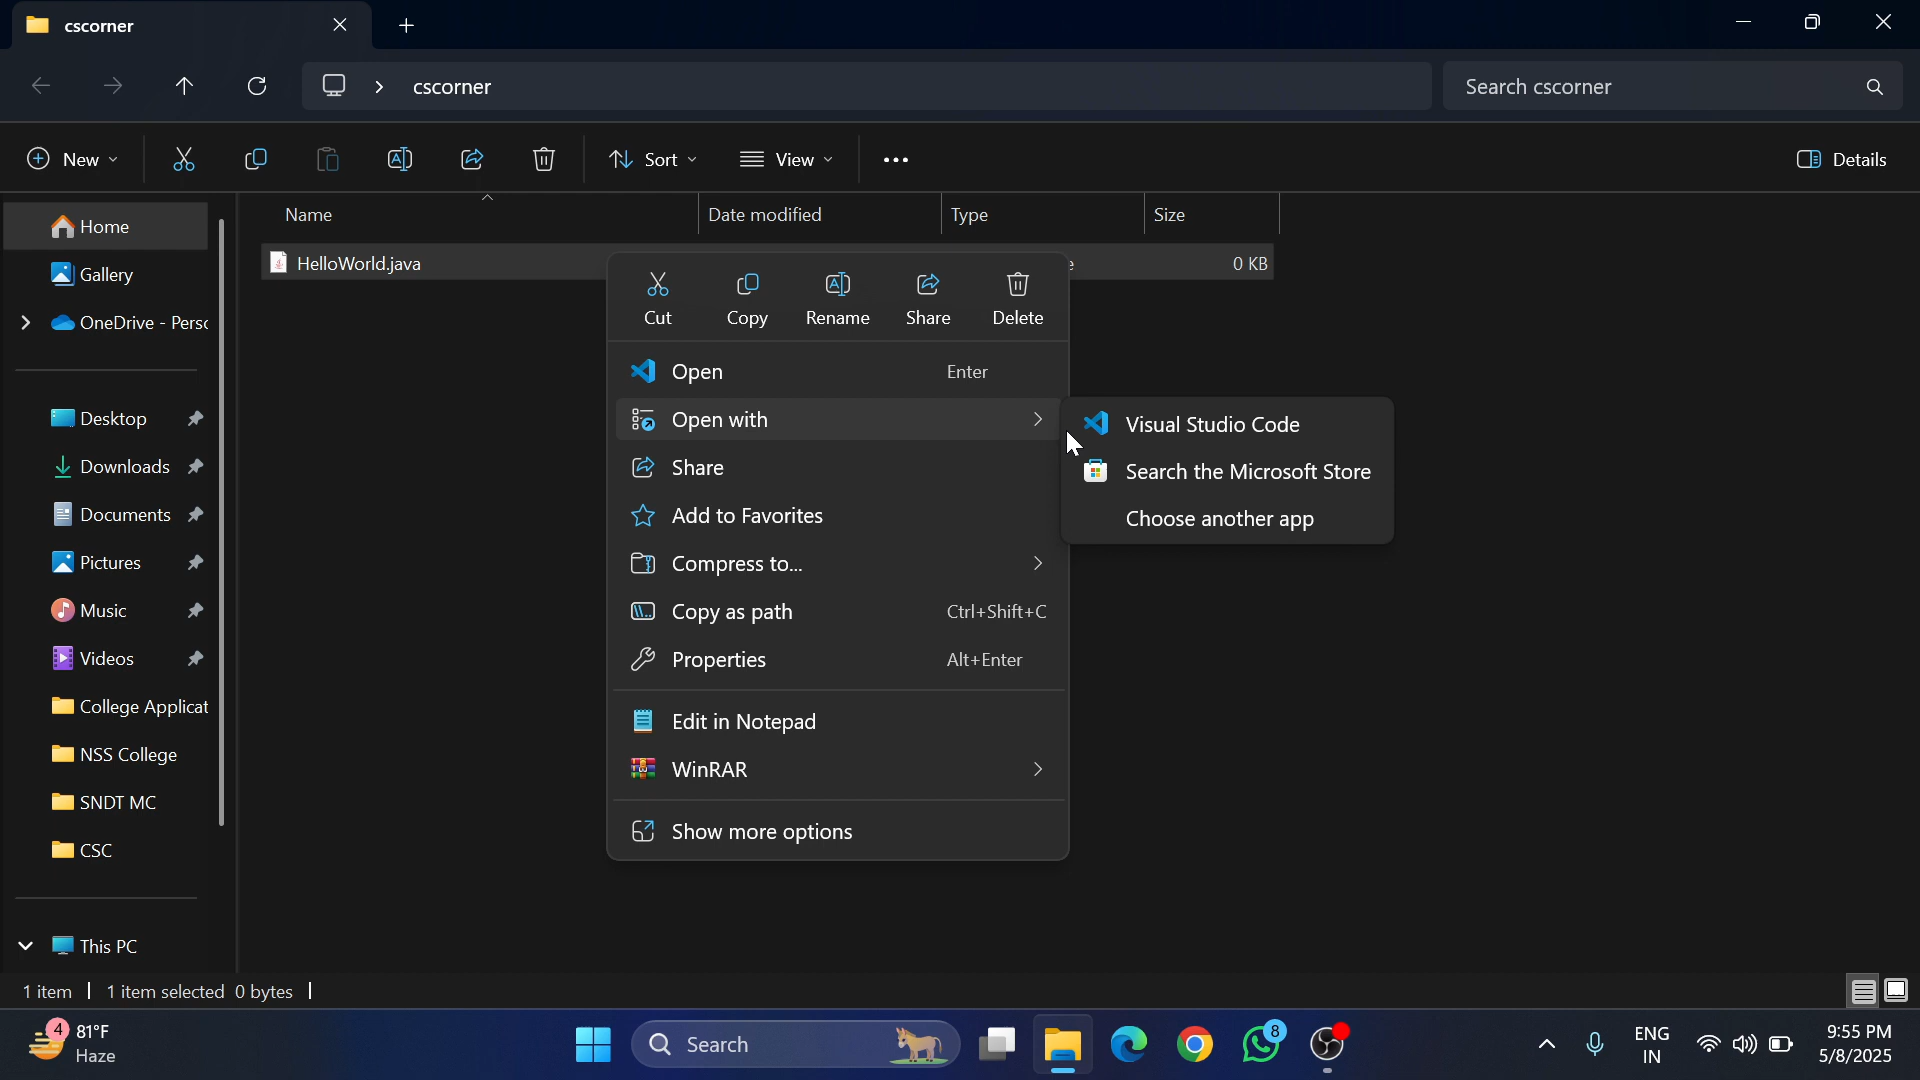 cscorner
cscorner
Search cscorner
New
Sort
View
Details
Name
Date modified
Type
Size
Home
Gallery
OneDrive - Perso
Desktop
Downloads
Documents
Pictures
Music
Videos
College Applicat
NSS College
SNDT MC
CSC
This PC
HelloWorld.java
0 KB
Cut
Copy
Rename
Share
Delete
Open Enter
Open with
Share
Add to Favorites
Compress to...
Copy as path Ctrl+Shift+C
Properties Alt+Enter
Edit in Notepad
WinRAR
Show more options
Visual Studio Code
Search the Microsoft Store
Choose another app
1 item
1 item selected 0 bytes
4
81°F
Haze
Search
8
ENG
IN
9:55 PM
5/8/2025